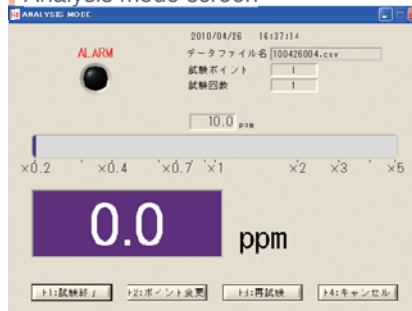 Analysis mode screen
ANALYSIS MODE
2010/04/26 16:37:14
ALARM
データファイル名 100426004.csv
試験ポイント 1
試験回数 1
10.0 ppm
×0.2 ×0.4 ×0.7 ×1 ×2 ×3 ×5
0.0 ppm
F1:試験終了 F2:ポイント変更 F3:再試験 F4:キャンセル